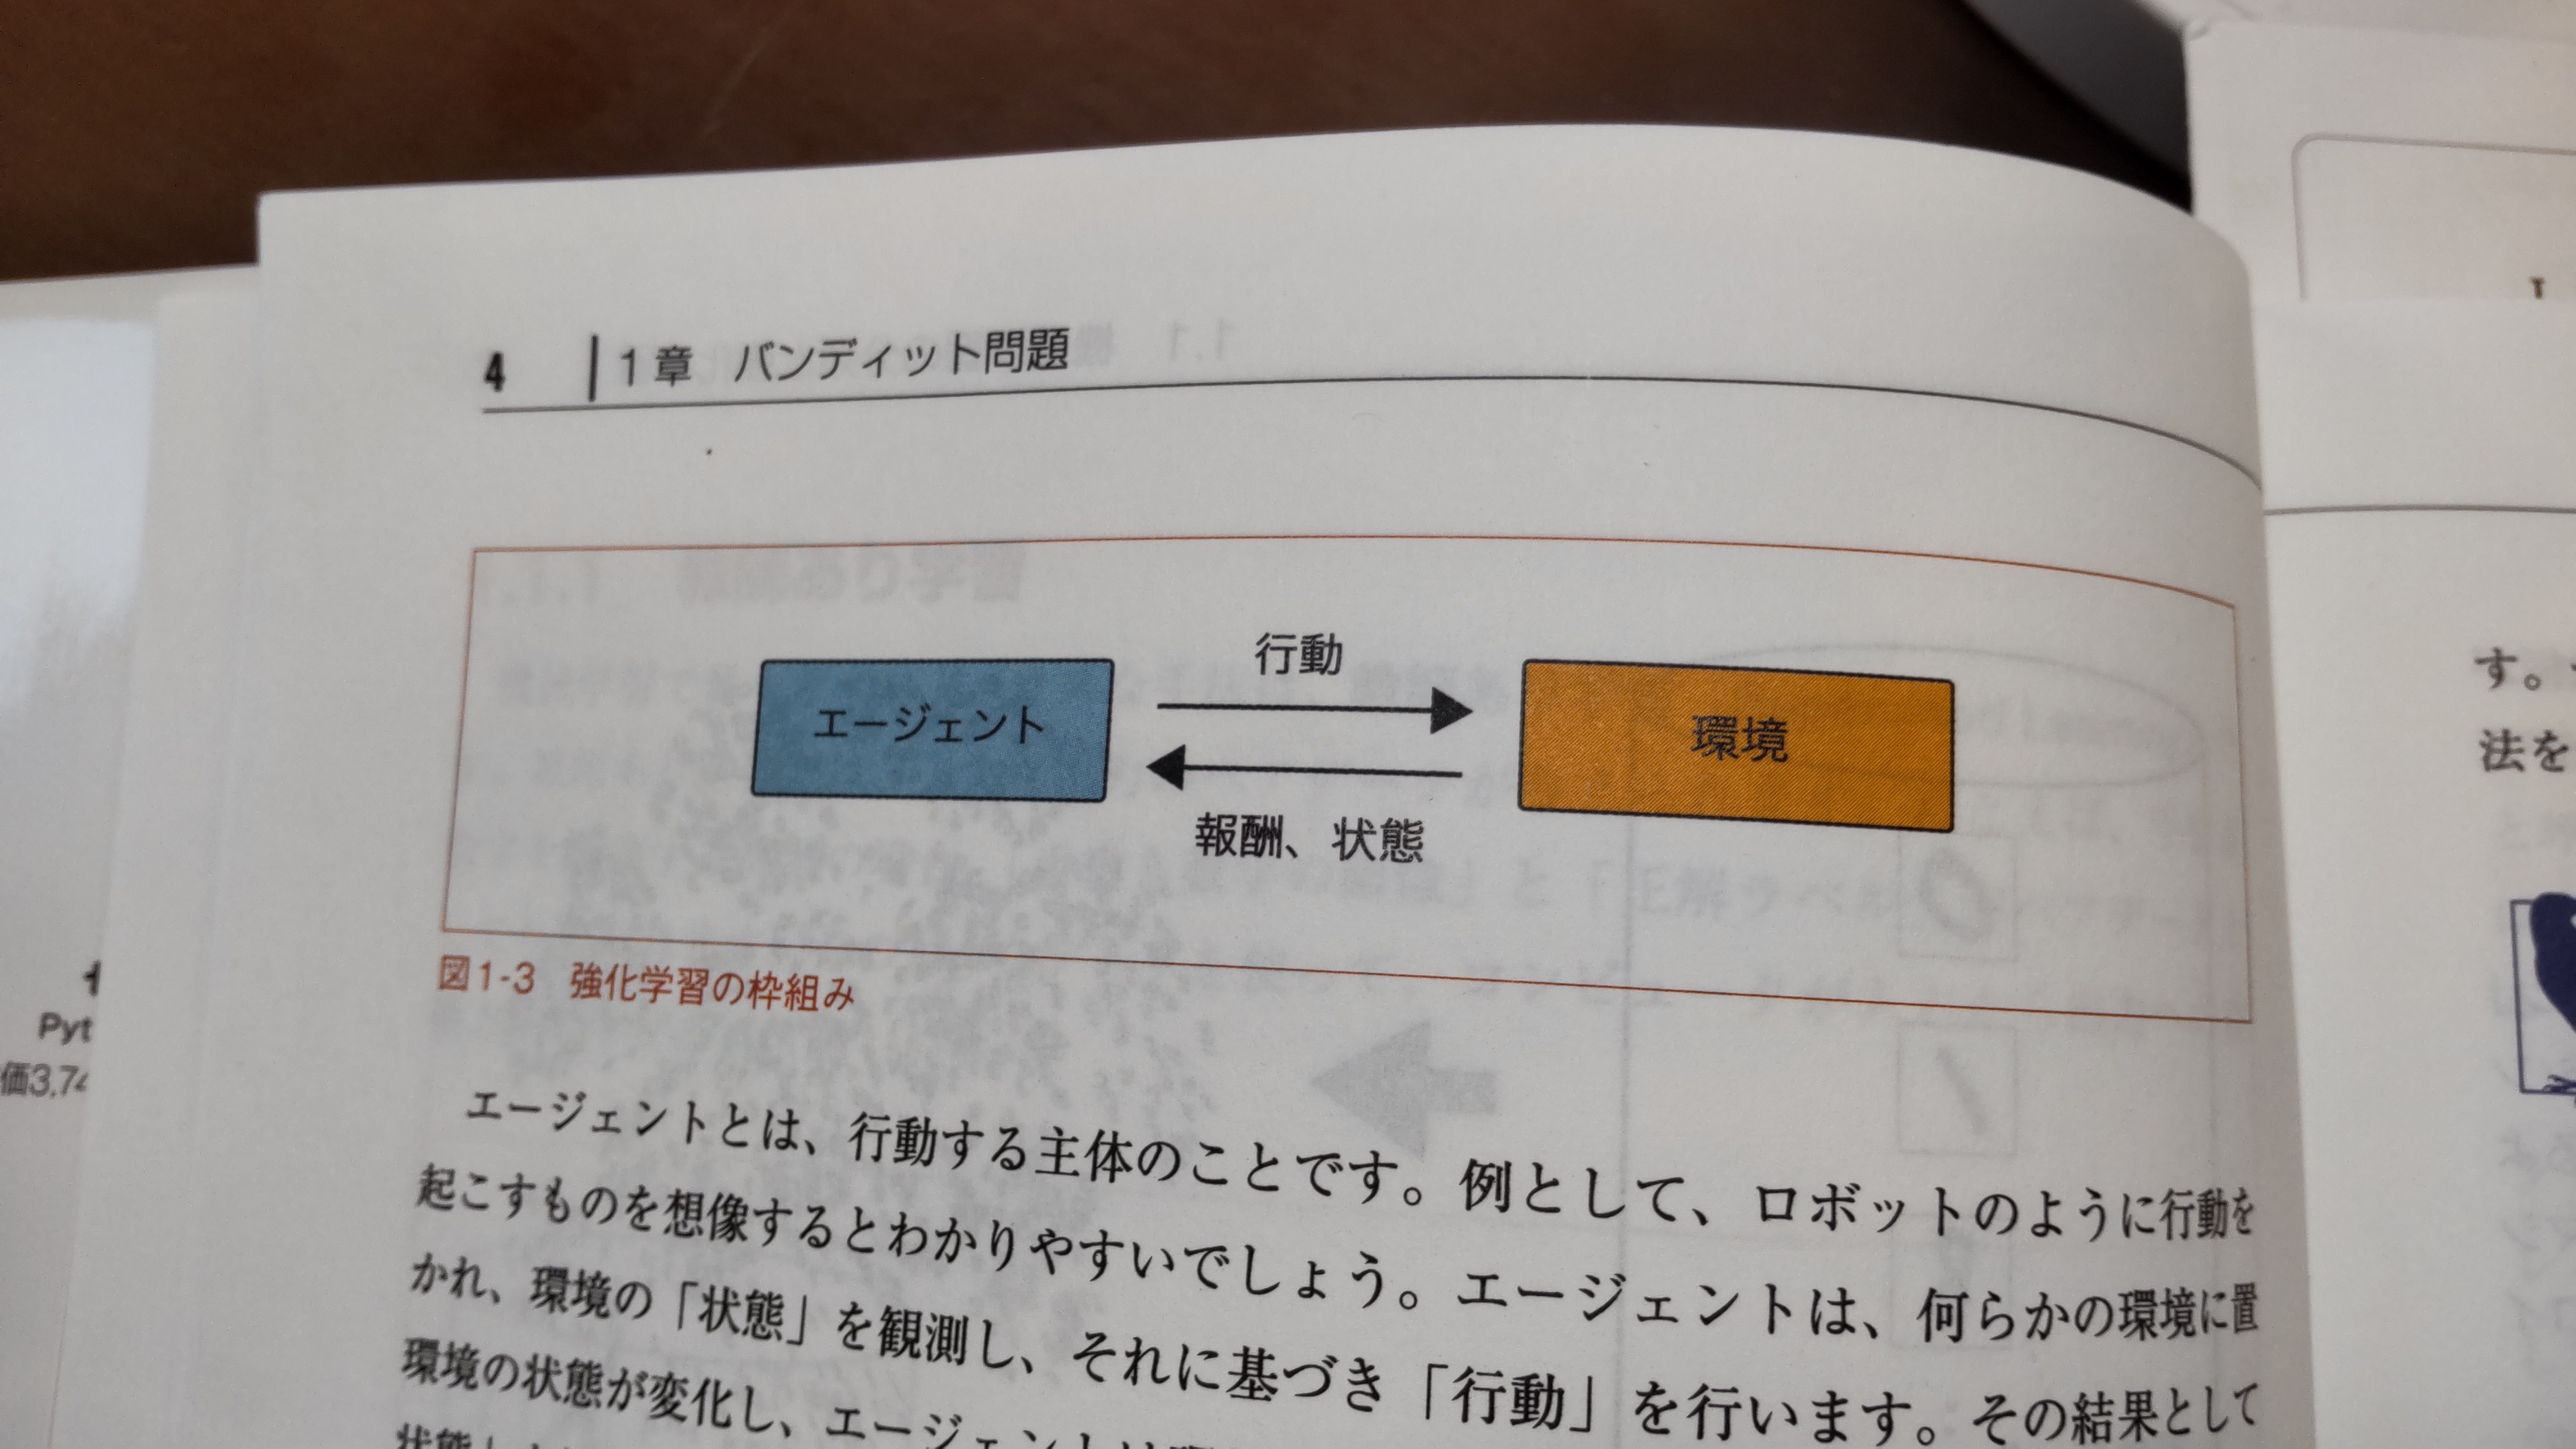 4 1章 バンディット問題
行動
エージェント
環境
報酬、状態
図1-3 強化学習の枠組み
エージェントとは、行動する主体のことです。例として、ロボットのように行動を
起こすものを想像するとわかりやすいでしょう。エージェントは、何らかの環境に置
かれ、環境の「状態」を観測し、それに基づき「行動」を行います。その結果として
環境の状態が変化し、エージェントは
状態」
す。
法を
Pyt
価3,74